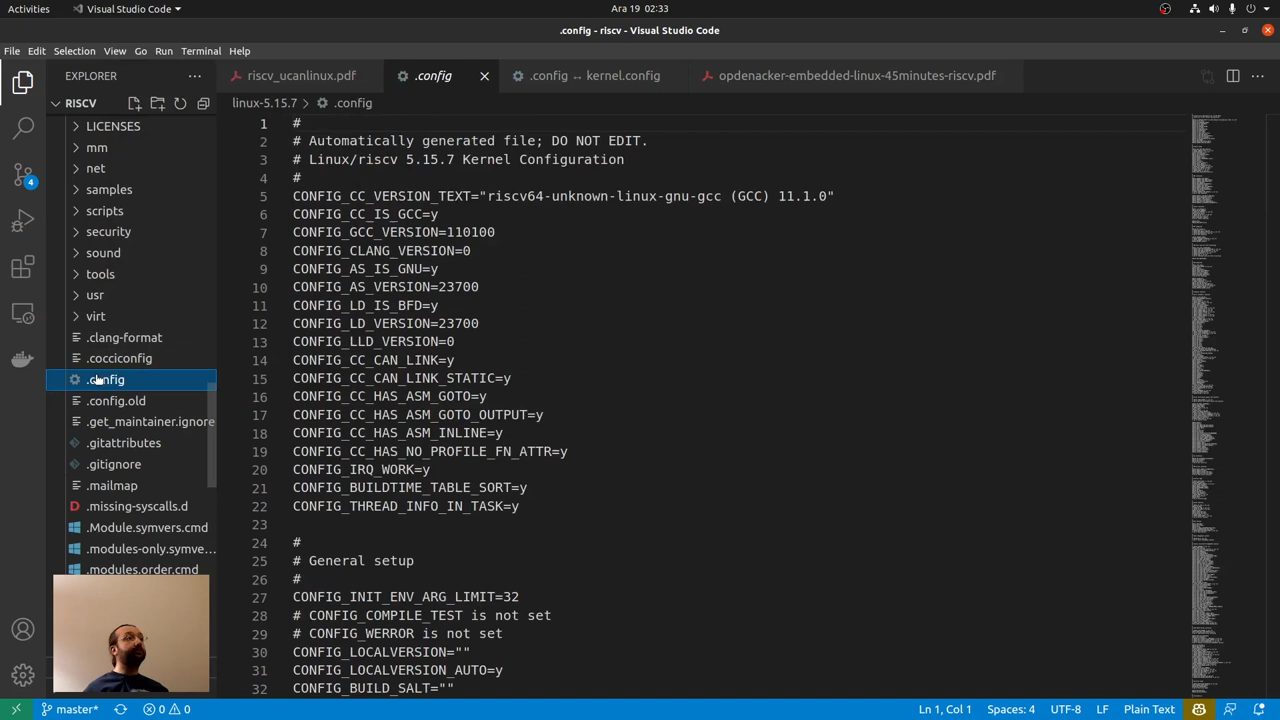 Activities
Visual Studio Code
Ara 19 02:33
.config - riscv - Visual Studio Code
File Edit Selection View Go Run Terminal Help
EXPLORER
riscv_ucanlinux.pdf
.config
.config ↔ kernel.config
opdenacker-embedded-linux-45minutes-riscv.pdf
RISCV
linux-5.15.7 > .config
LICENSES
mm
net
samples
scripts
security
sound
tools
usr
virt
.clang-format
.cocciconfig
.config
.config.old
.get_maintainer.ignore
.gitattributes
.gitignore
.mailmap
.missing-syscalls.d
.Module.symvers.cmd
.modules-only.symve...
.modules.order.cmd
4
1 #
2 # Automatically generated file; DO NOT EDIT.
3 # Linux/riscv 5.15.7 Kernel Configuration
4 #
5 CONFIG_CC_VERSION_TEXT="riscv64-unknown-linux-gnu-gcc (GCC) 11.1.0"
6 CONFIG_CC_IS_GCC=y
7 CONFIG_GCC_VERSION=110100
8 CONFIG_CLANG_VERSION=0
9 CONFIG_AS_IS_GNU=y
10 CONFIG_AS_VERSION=23700
11 CONFIG_LD_IS_BFD=y
12 CONFIG_LD_VERSION=23700
13 CONFIG_LLD_VERSION=0
14 CONFIG_CC_CAN_LINK=y
15 CONFIG_CC_CAN_LINK_STATIC=y
16 CONFIG_CC_HAS_ASM_GOTO=y
17 CONFIG_CC_HAS_ASM_GOTO_OUTPUT=y
18 CONFIG_CC_HAS_ASM_INLINE=y
19 CONFIG_CC_HAS_NO_PROFILE_FN_ATTR=y
20 CONFIG_IRQ_WORK=y
21 CONFIG_BUILDTIME_TABLE_SORT=y
22 CONFIG_THREAD_INFO_IN_TASK=y
23
24 #
25 # General setup
26 #
27 CONFIG_INIT_ENV_ARG_LIMIT=32
28 # CONFIG_COMPILE_TEST is not set
29 # CONFIG_WERROR is not set
30 CONFIG_LOCALVERSION=""
31 CONFIG_LOCALVERSION_AUTO=y
32 CONFIG_BUILD_SALT=""
master* 0 0
Ln 1, Col 1 Spaces: 4 UTF-8 LF Plain Text